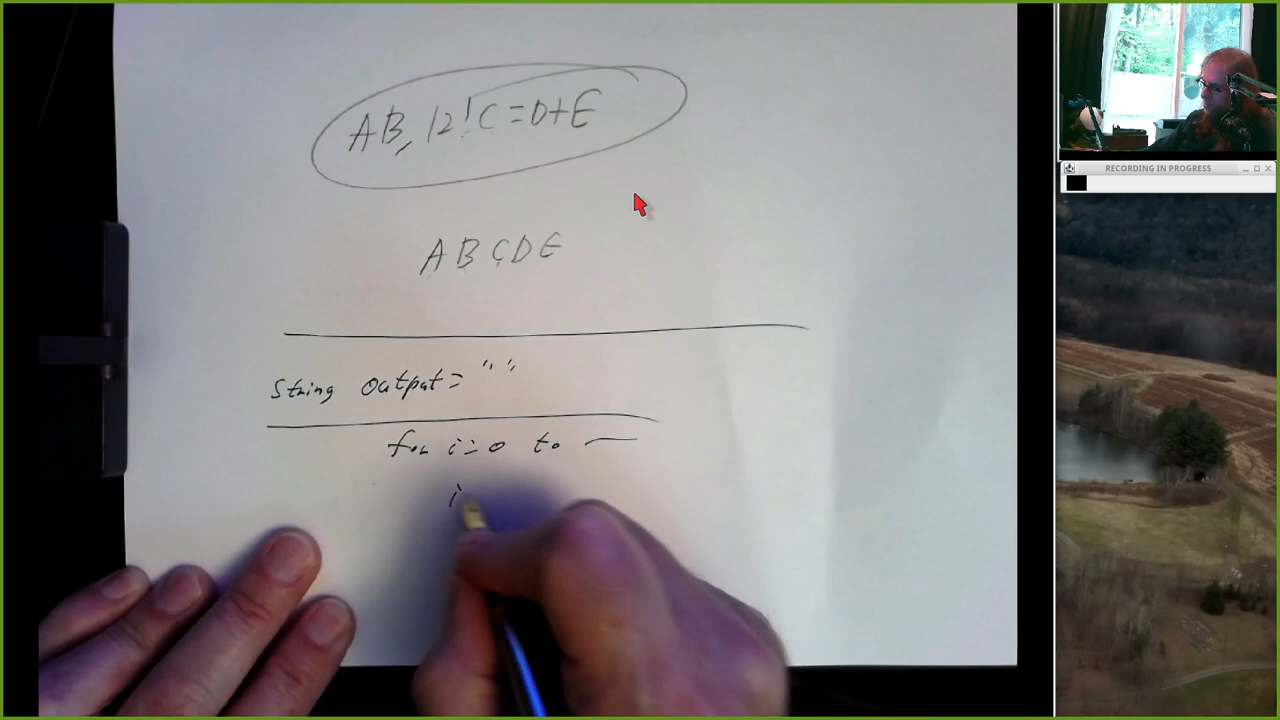 AB, 12!C=D+E
RECORDING IN PROGRESS
ABCDE
String output= "";
for i=0 to —
i